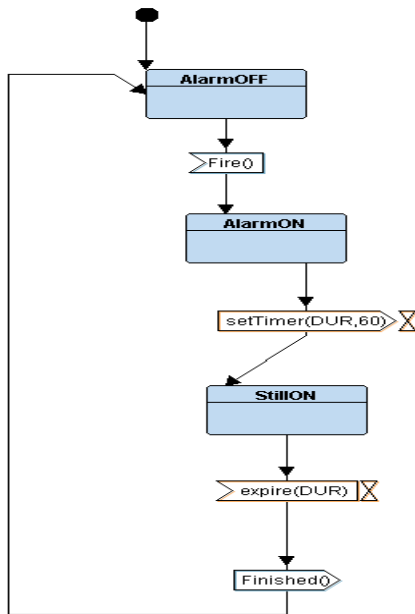 AlarmOFF
Fire()
AlarmON
setTimer(DUR,60)
StillON
expire(DUR)
Finished()